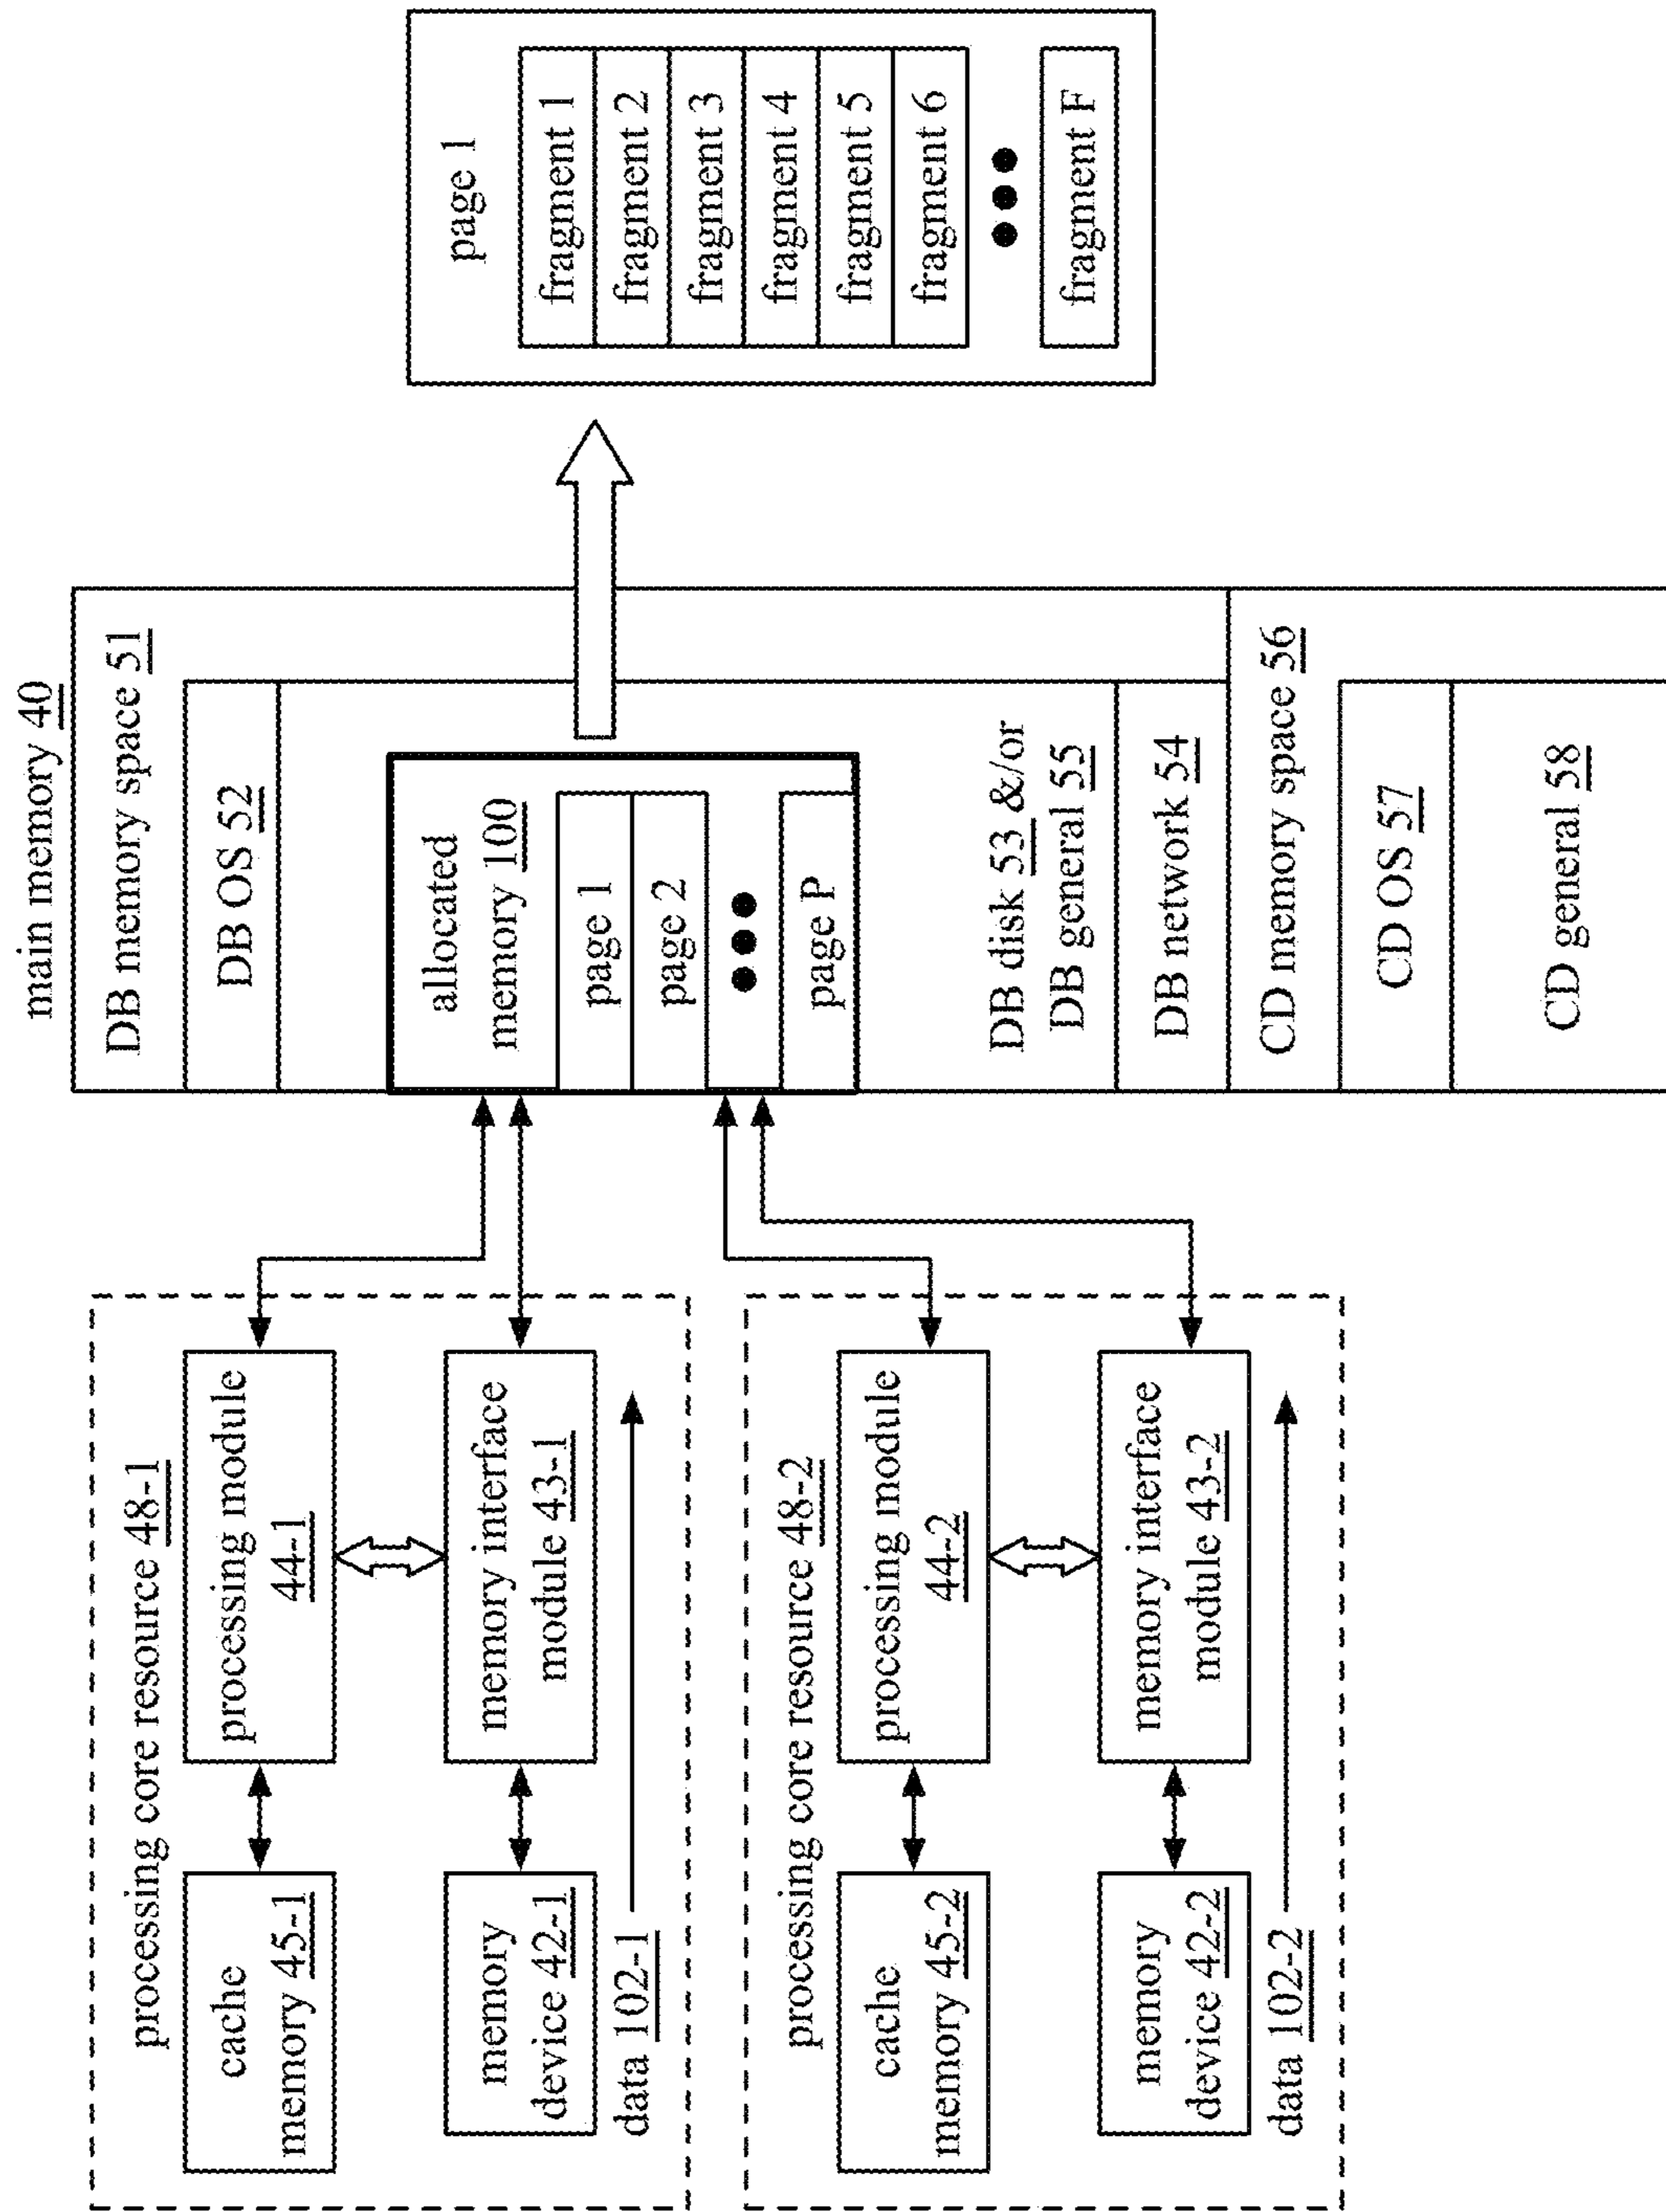 processing core resource 48-1
cache
memory 45-1
processing module
44-1
memory
device 42-1
memory interface
module 43-1
data 102-1
processing core resource 48-2
cache
memory 45-2
processing module
44-2
memory
device 42-2
memory interface
module 43-2
data 102-2
main memory 40
DB memory space 51
DB OS 52
allocated
memory 100
page 1
page 2
page P
DB disk 53 &/or
DB general 55
DB network 54
CD memory space 56
CD OS 57
CD general 58
page 1
fragment 1
fragment 2
fragment 3
fragment 4
fragment 5
fragment 6
fragment F